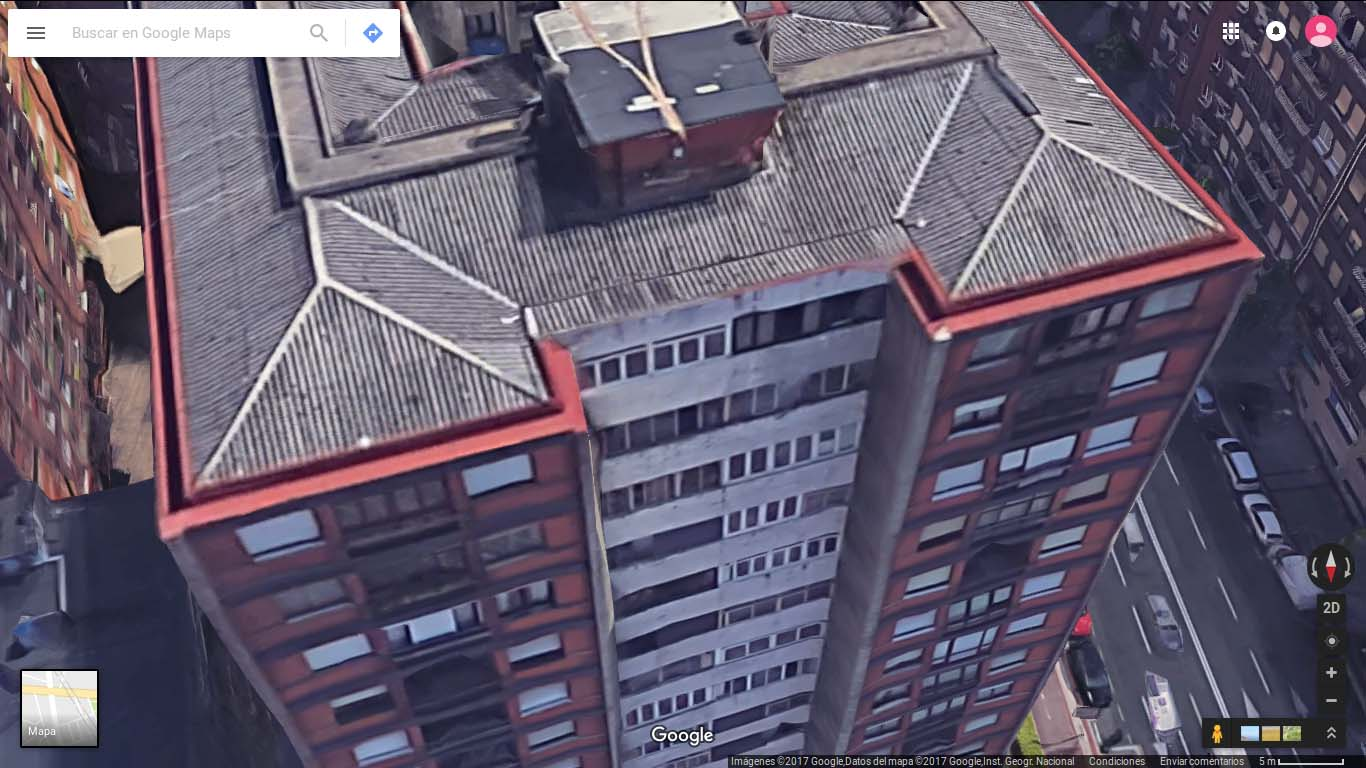 Buscar en Google Maps
2D
Mapa
Google
Imágenes ©2017 Google,Datos del mapa ©2017 Google,Inst. Geogr. Nacional Condiciones Enviar comentarios 5 m